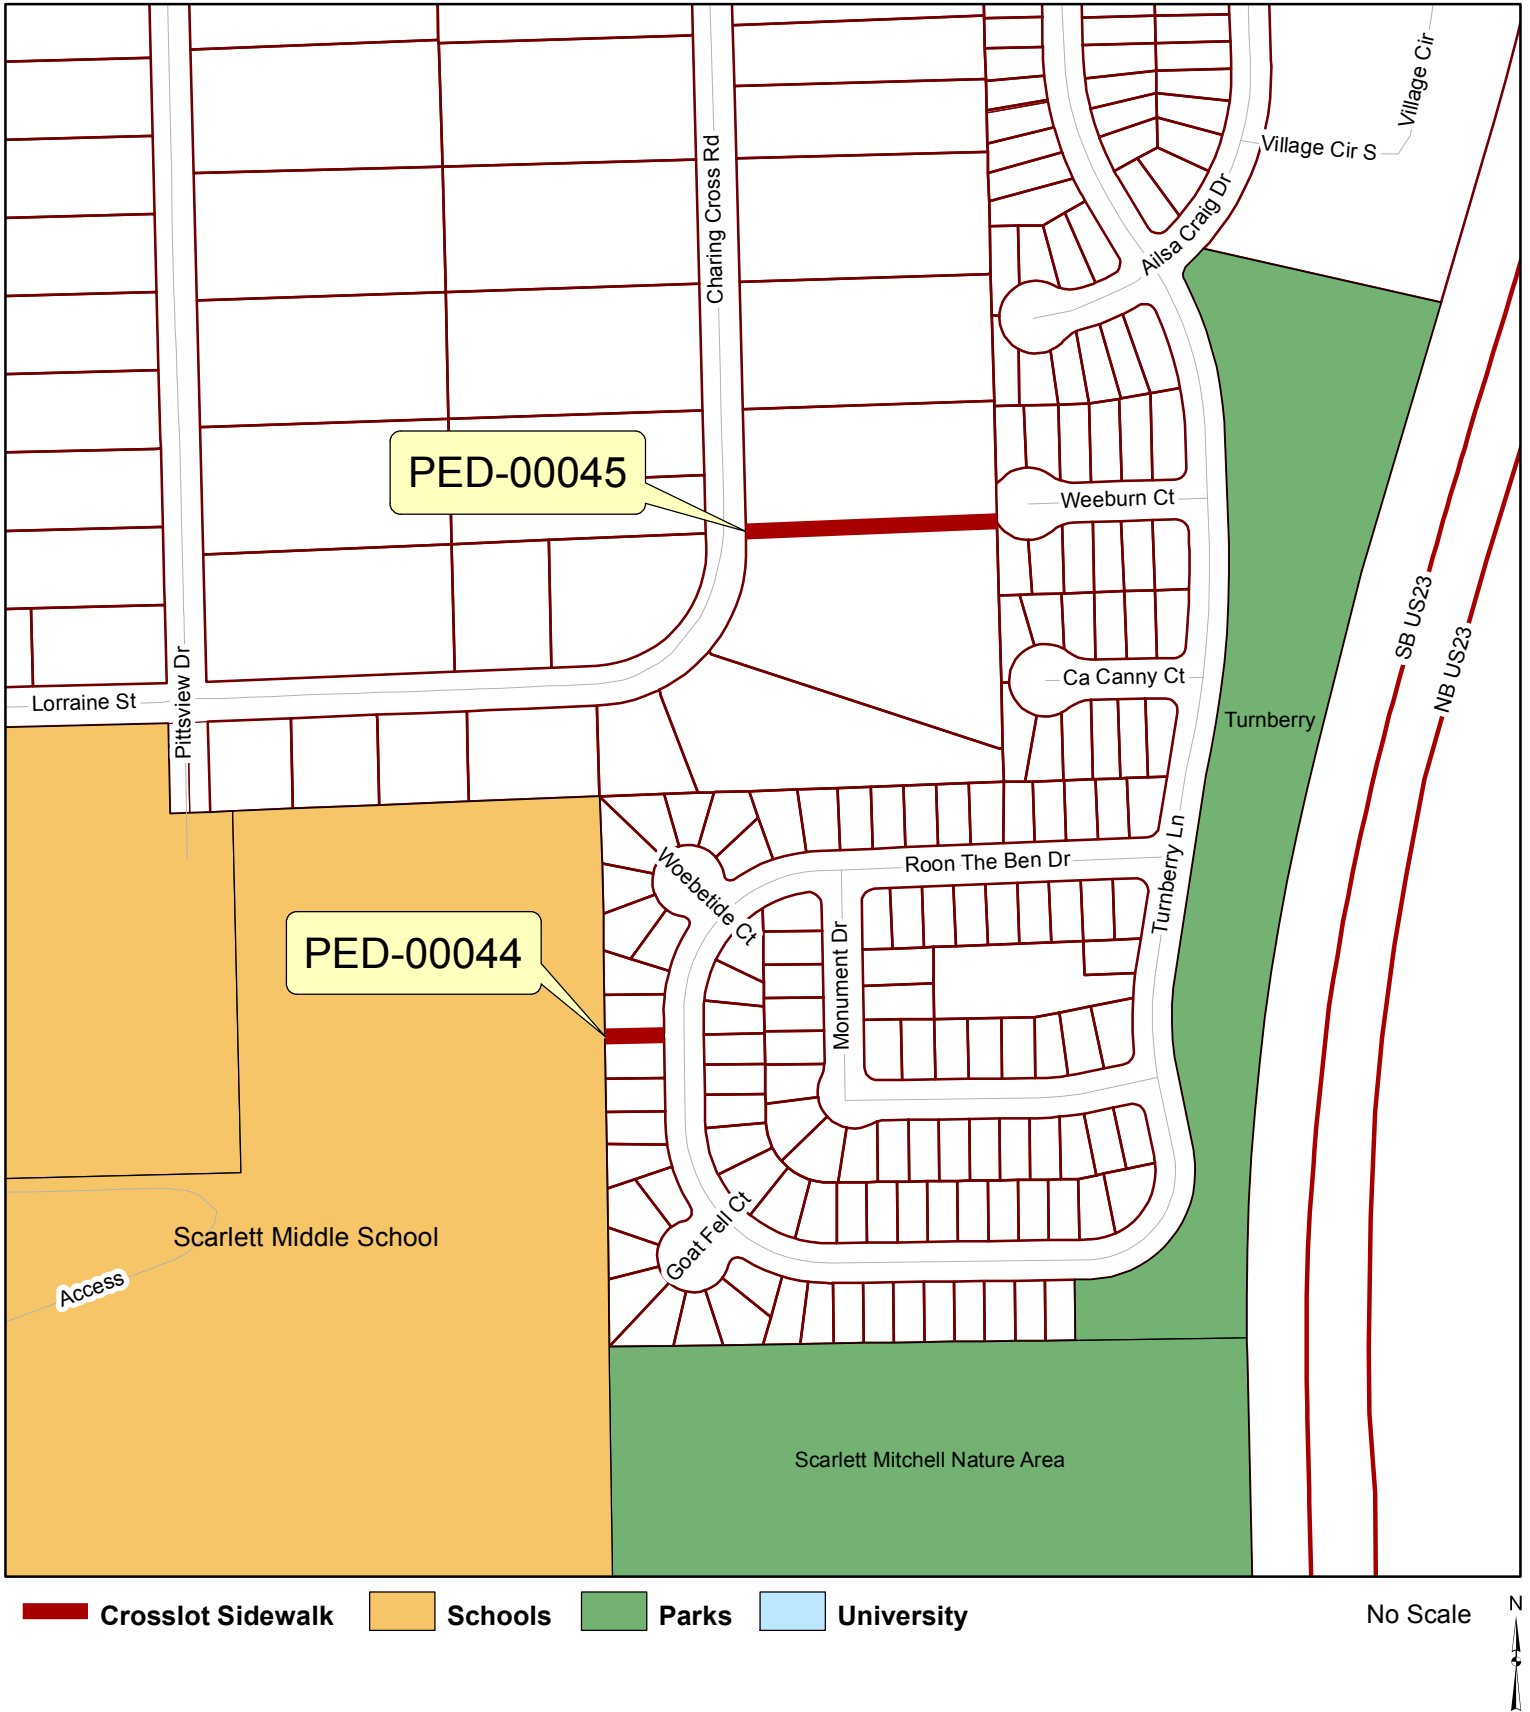 Village Cir
Village Cir S
Charing Cross Rd
Ailsa Craig Dr
PED-00045
Weeburn Ct
SB US23
NB US23
Pittsview Dr
Ca Canny Ct
Lorraine St
Turnberry
Turnberry Ln
Roon The Ben Dr
Woebetide Ct
PED-00044
Monument Dr
Goat Fell Ct
Scarlett Middle School
Access
Scarlett Mitchell Nature Area
Crosslot Sidewalk
Schools
Parks
University
No Scale
N